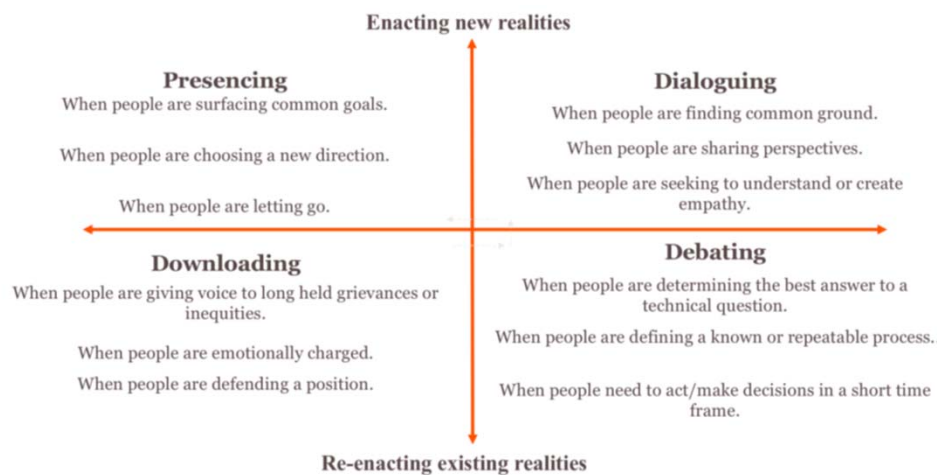 Enacting new realities
Presencing
When people are surfacing common goals.
When people are choosing a new direction.
When people are letting go.
Dialoguing
When people are finding common ground.
When people are sharing perspectives.
When people are seeking to understand or create
empathy.
Downloading
When people are giving voice to long held grievances or
inequities.
When people are emotionally charged.
When people are defending a position.
Debating
When people are determining the best answer to a
technical question.
When people are defining a known or repeatable process.
When people need to act/make decisions in a short time
frame.
Re-enacting existing realities